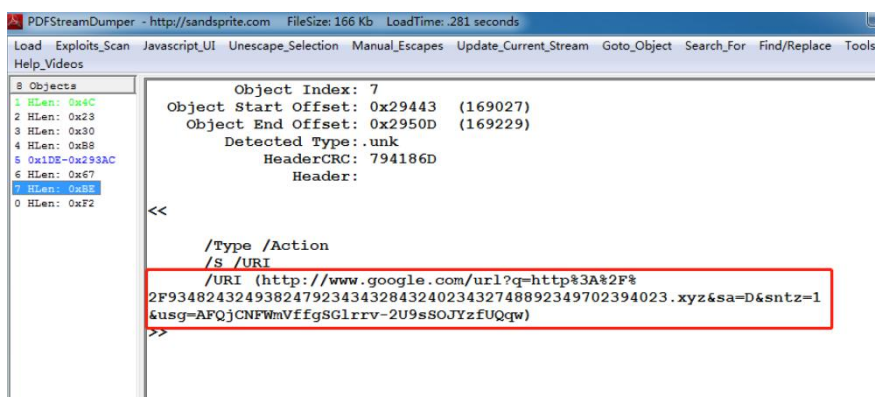 PDFStreamDumper - http://sandsprite.com FileSize: 166 Kb LoadTime: .281 seconds
Load Exploits_Scan Javascript_UI Unescape_Selection Manual_Escapes Update_Current_Stream Goto_Object Search_For Find/Replace Tools
Help_Videos
8 Objects
1 HLen: 0x4C
2 HLen: 0x23
3 HLen: 0x30
4 HLen: 0xB8
5 0x1DE-0x293AC
6 HLen: 0x67
7 HLen: 0xBE
0 HLen: 0xF2
Object Index: 7
Object Start Offset: 0x29443 (169027)
Object End Offset: 0x2950D (169229)
Detected Type:.unk
HeaderCRC: 794186D
Header:
<<
/Type /Action
/S /URI
/URI (http://www.google.com/url?q=http%3A%2F%
2F9348243249382479234343284324023432748892349702394023.xyz&sa=D&sntz=1
&usg=AFQjCNFWmVffgSGlrrv-2U9sSOJYzfUQqw)
>>